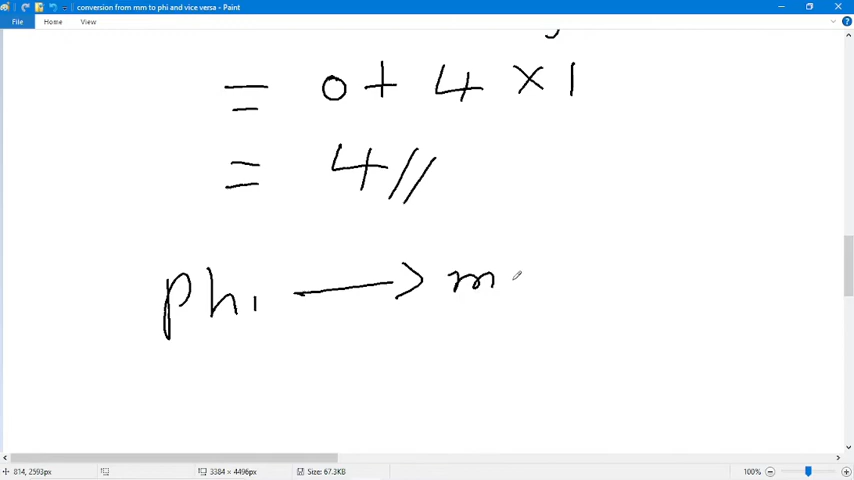 conversion from mm to phi and vice versa - Paint
File Home View
= 0 + 4 × 1
= 4 //
phi → m
814, 2593px 3384 × 4496px Size: 67.3KB 100%